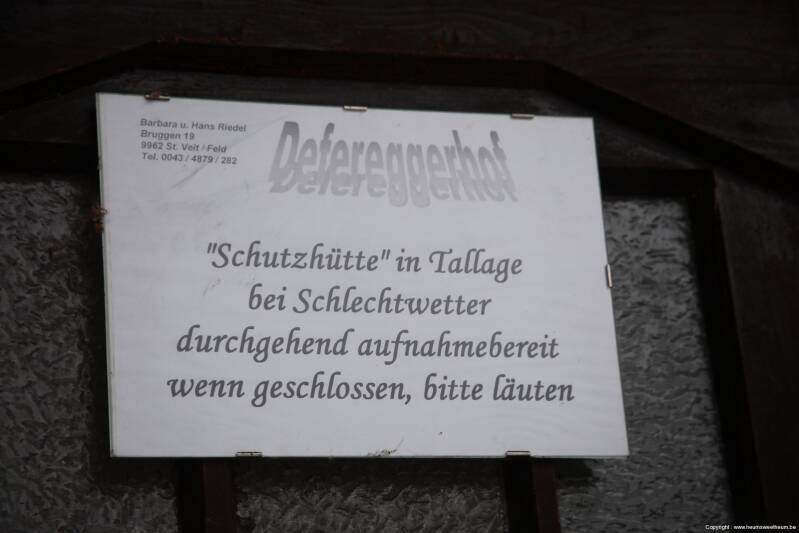 Barbara u. Hans Riedel
Bruggen 19
9962 St. Veit / Feld
Tel. 0043 / 4879 / 282
Defereggerhof
"Schutzhütte" in Tallage
bei Schlechtwetter
durchgehend aufnahmebereit
wenn geschlossen, bitte läuten
Copyright : www.heumsweetheum.be